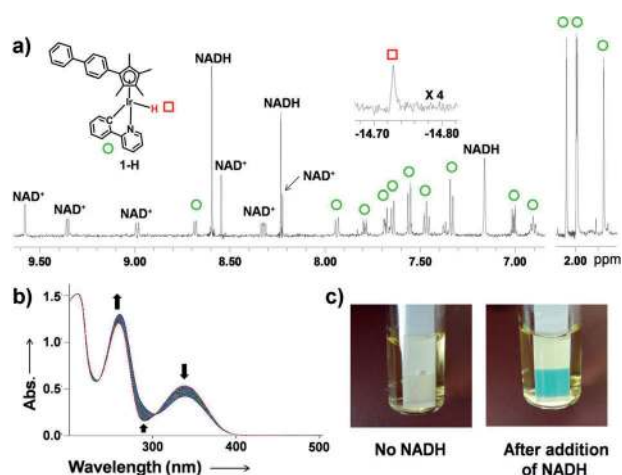 a)
NADH
Ir
H
C
N
1-H
NADH
X 4
-14.70
-14.80
NAD⁺
NAD⁺
NAD⁺
NAD⁺
NAD⁺
NADH
9.50
9.00
8.50
8.00
7.50
7.00
2.00
ppm
b)
1.5
1.0
0.5
0.0
Abs.
300
400
500
Wavelength (nm)
c)
No NADH
After addition
of NADH